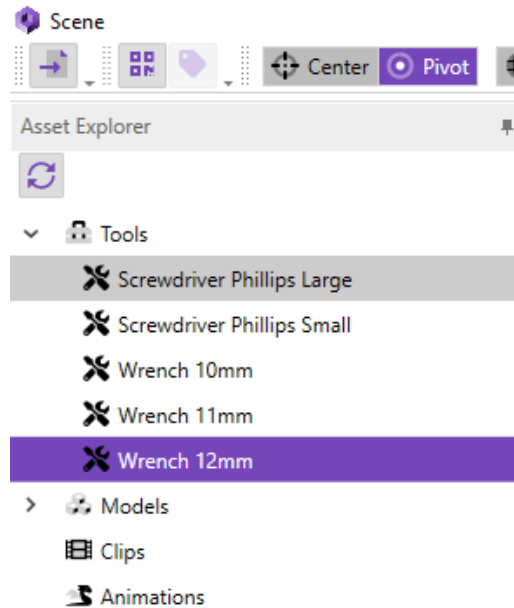 Scene
Center Pivot
Asset Explorer
Tools
Screwdriver Phillips Large
Screwdriver Phillips Small
Wrench 10mm
Wrench 11mm
Wrench 12mm
Models
Clips
Animations